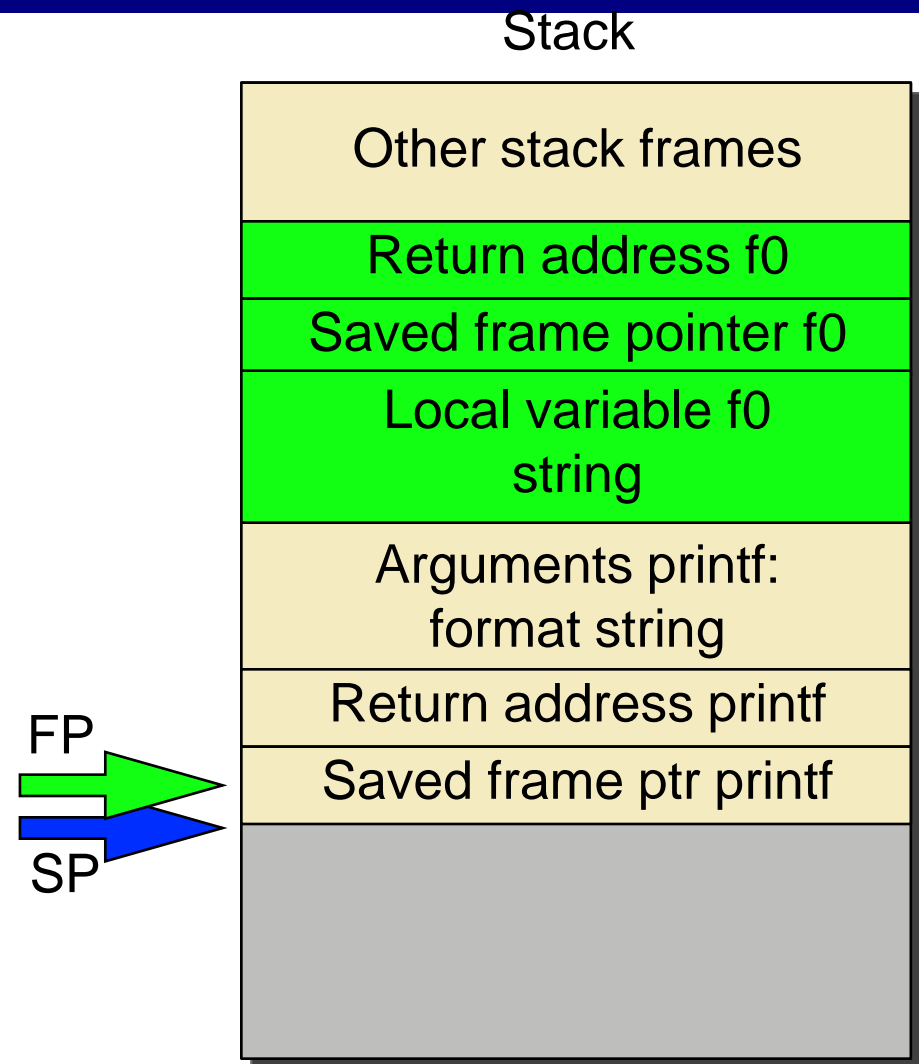 Stack
Other stack frames
Return address f0
Saved frame pointer f0
Local variable f0
string
Arguments printf:
format string
Return address printf
FP
Saved frame ptr printf
SP